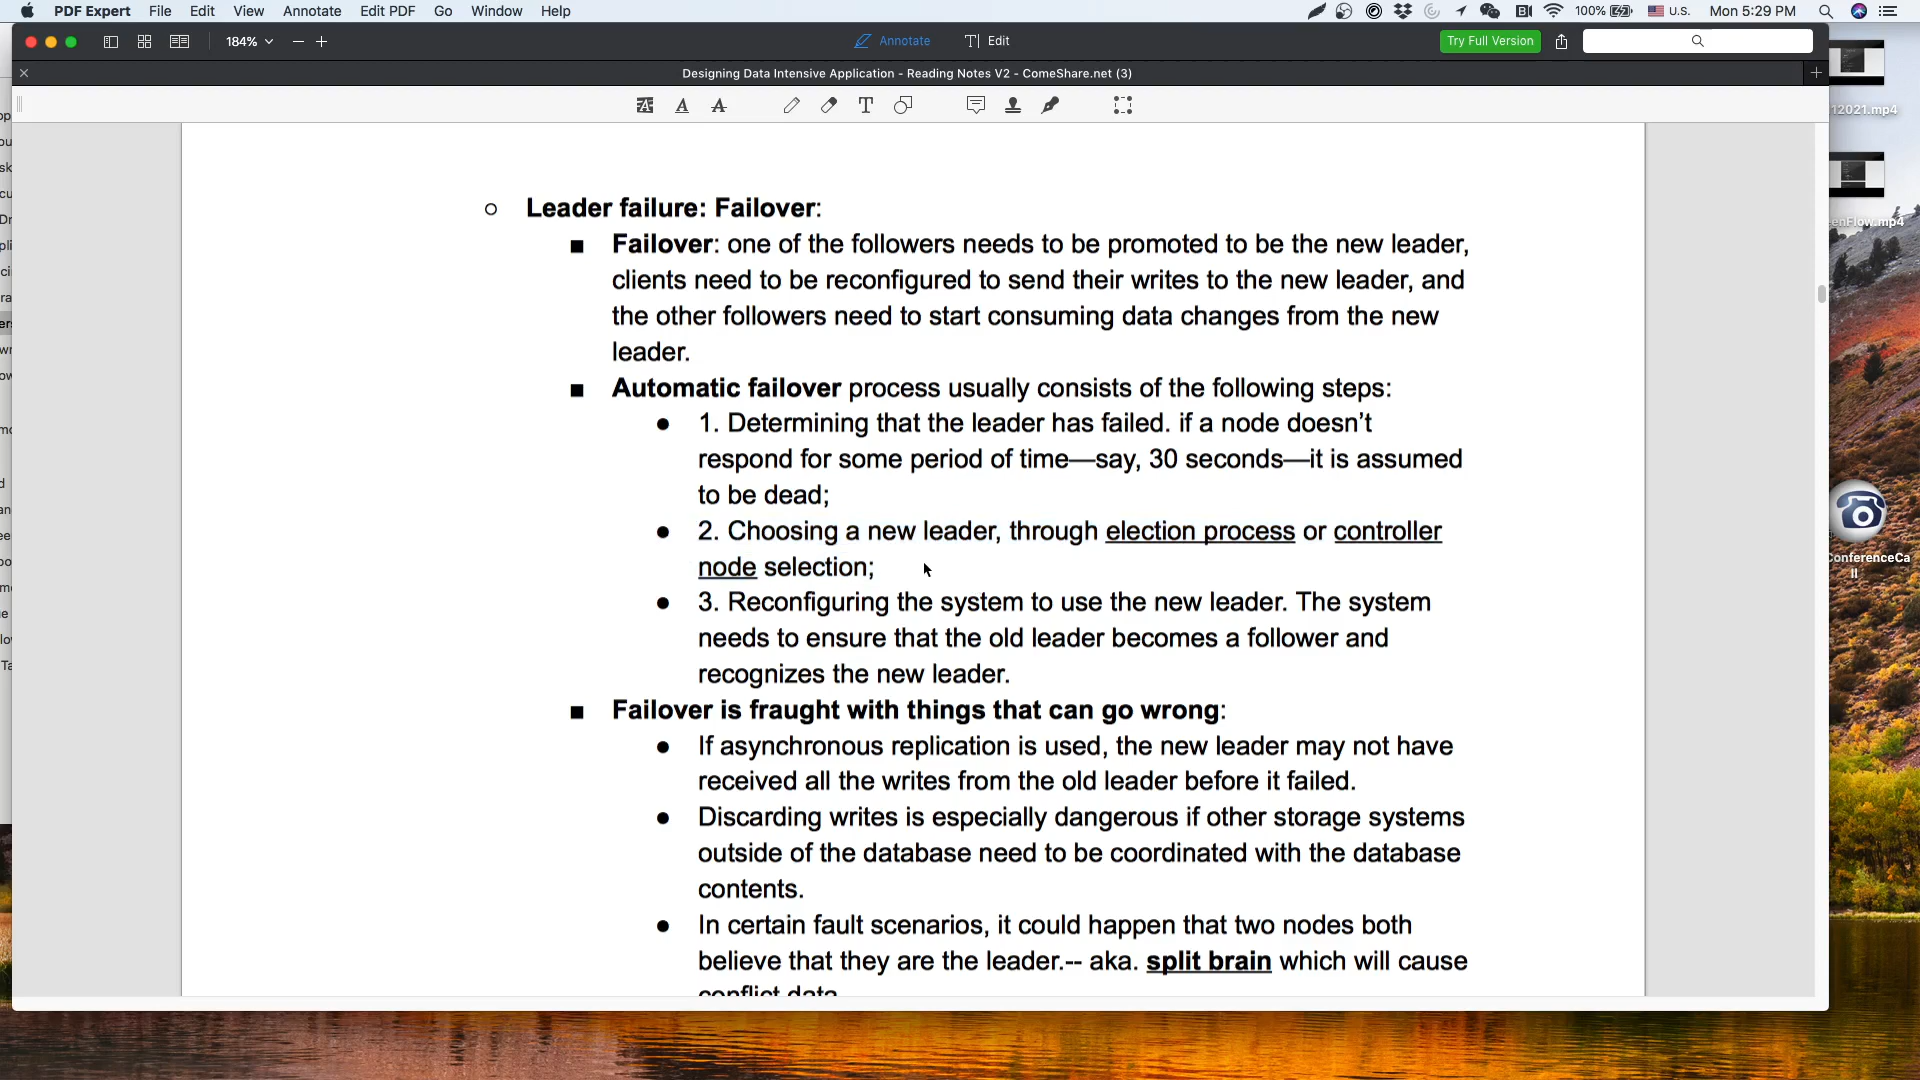 PDF Expert File Edit View Annotate Edit PDF Go Window Help 100% U.S. Mon 5:29 PM
184% Annotate Edit Try Full Version
Designing Data Intensive Application - Reading Notes V2 - ComeShare.net (3)
12021.mp4
enFlow.mp4
ConferenceCa
ll
Leader failure: Failover:
Failover: one of the followers needs to be promoted to be the new leader,
clients need to be reconfigured to send their writes to the new leader, and
the other followers need to start consuming data changes from the new
leader.
Automatic failover process usually consists of the following steps:
1. Determining that the leader has failed. if a node doesn’t
respond for some period of time—say, 30 seconds—it is assumed
to be dead;
2. Choosing a new leader, through election process or controller
node selection;
3. Reconfiguring the system to use the new leader. The system
needs to ensure that the old leader becomes a follower and
recognizes the new leader.
Failover is fraught with things that can go wrong:
If asynchronous replication is used, the new leader may not have
received all the writes from the old leader before it failed.
Discarding writes is especially dangerous if other storage systems
outside of the database need to be coordinated with the database
contents.
In certain fault scenarios, it could happen that two nodes both
believe that they are the leader.-- aka. split brain which will cause
conflict data